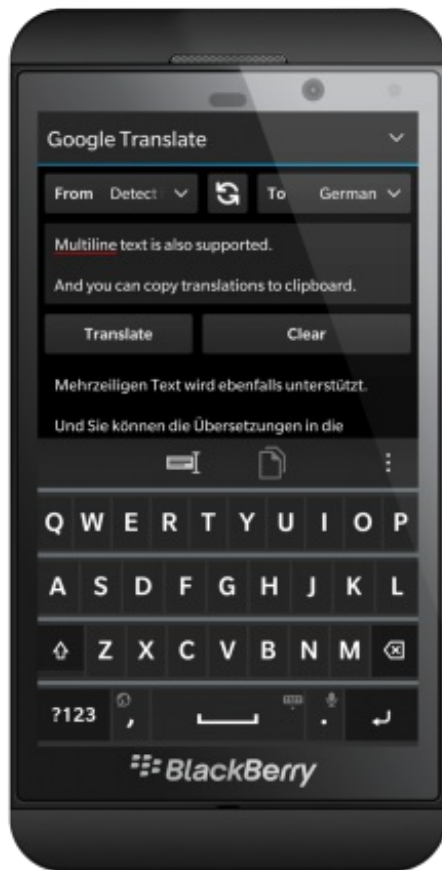 Google Translate
From Detect To German
Multiline text is also supported.
And you can copy translations to clipboard.
Translate Clear
Mehrzeiligen Text wird ebenfalls unterstützt.
Und Sie können die Übersetzungen in die
Q W E R T Y U I O P
A S D F G H J K L
Z X C V B N M
?123 , .
BlackBerry